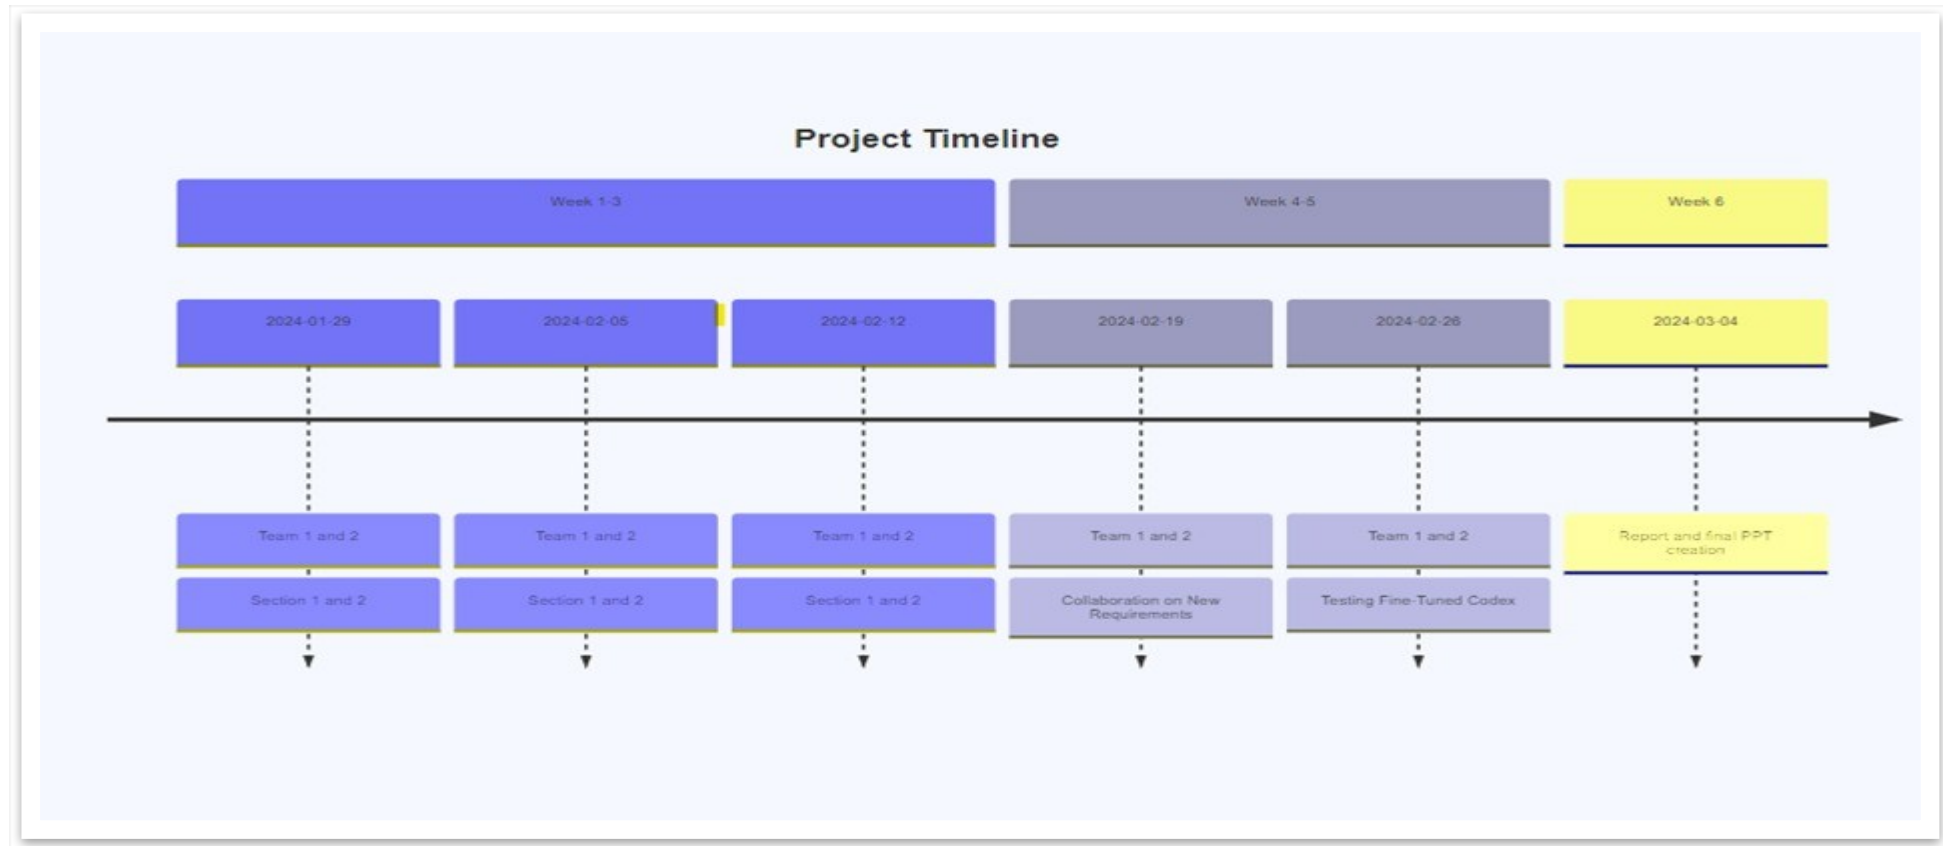 Project Timeline
Week 1-3
Week 4-5
Week 6
2024-01-29
2024-02-05
2024-02-12
2024-02-19
2024-02-26
2024-03-04
Team 1 and 2
Team 1 and 2
Team 1 and 2
Team 1 and 2
Team 1 and 2
Report and final PPT
creation
Section 1 and 2
Section 1 and 2
Section 1 and 2
Collaboration on New
Requirements
Testing Fine-Tuned Codex